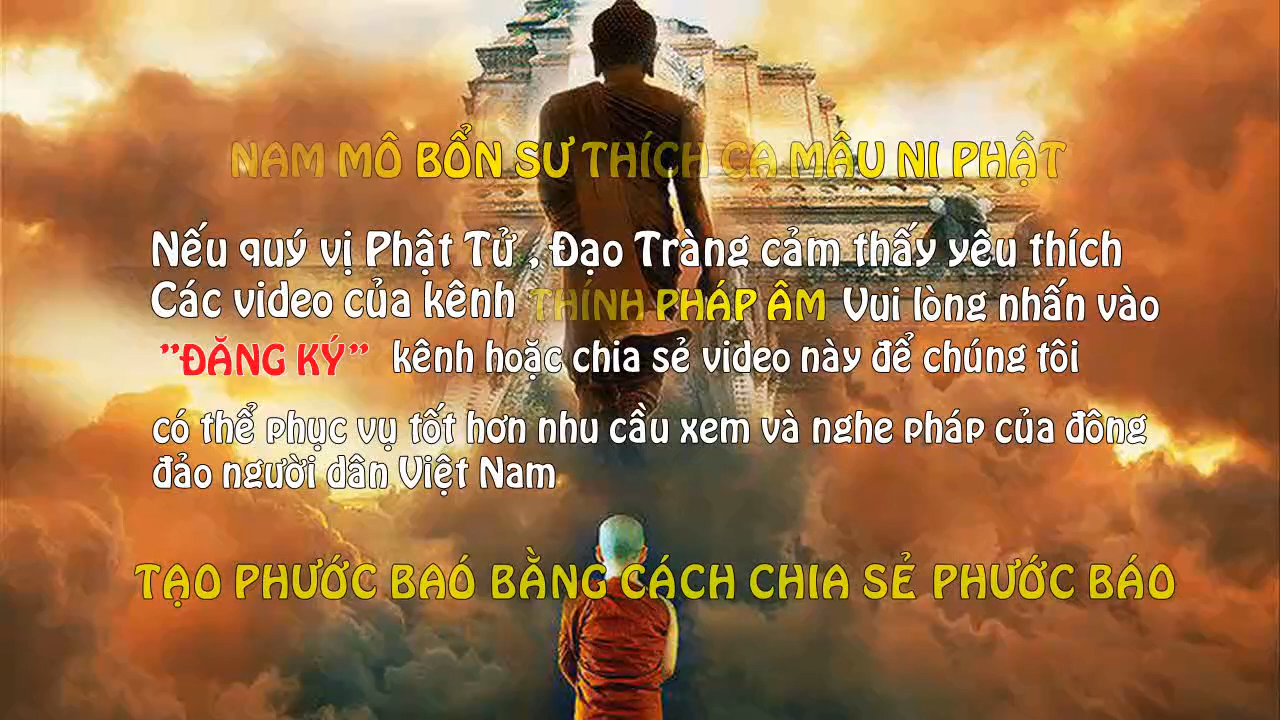 NAM MÔ BỔN SƯ THÍCH CA MÂU NI PHẬT
Nếu quý vị Phật Tử , Đạo Tràng cảm thấy yêu thích
Các video của kênh THÍNH PHÁP ÂM Vui lòng nhấn vào
"ĐĂNG KÝ" kênh hoặc chia sẻ video này để chúng tôi
có thể phục vụ tốt hơn nhu cầu xem và nghe pháp của đông
đảo người dân Việt Nam
TẠO PHƯỚC BAÓ BẰNG CÁCH CHIA SẺ PHƯỚC BÁO